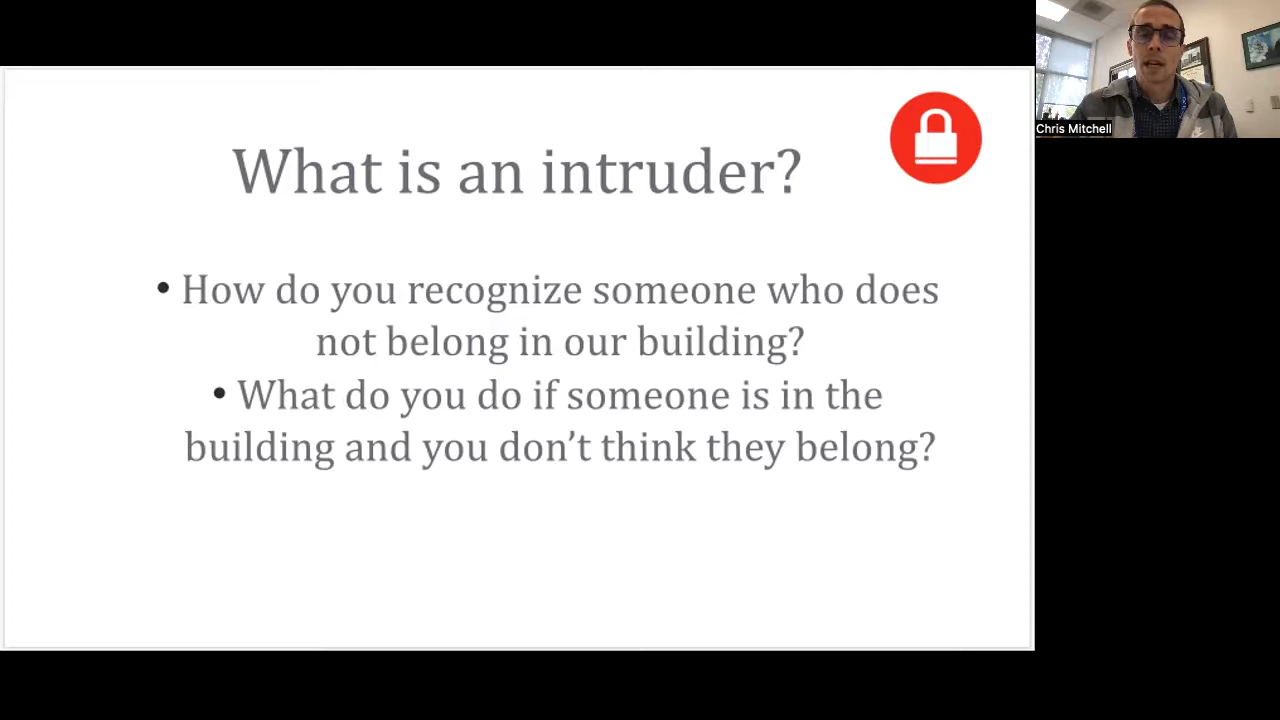 What is an intruder?
• How do you recognize someone who does
not belong in our building?
• What do you do if someone is in the
building and you don’t think they belong?
Chris Mitchell